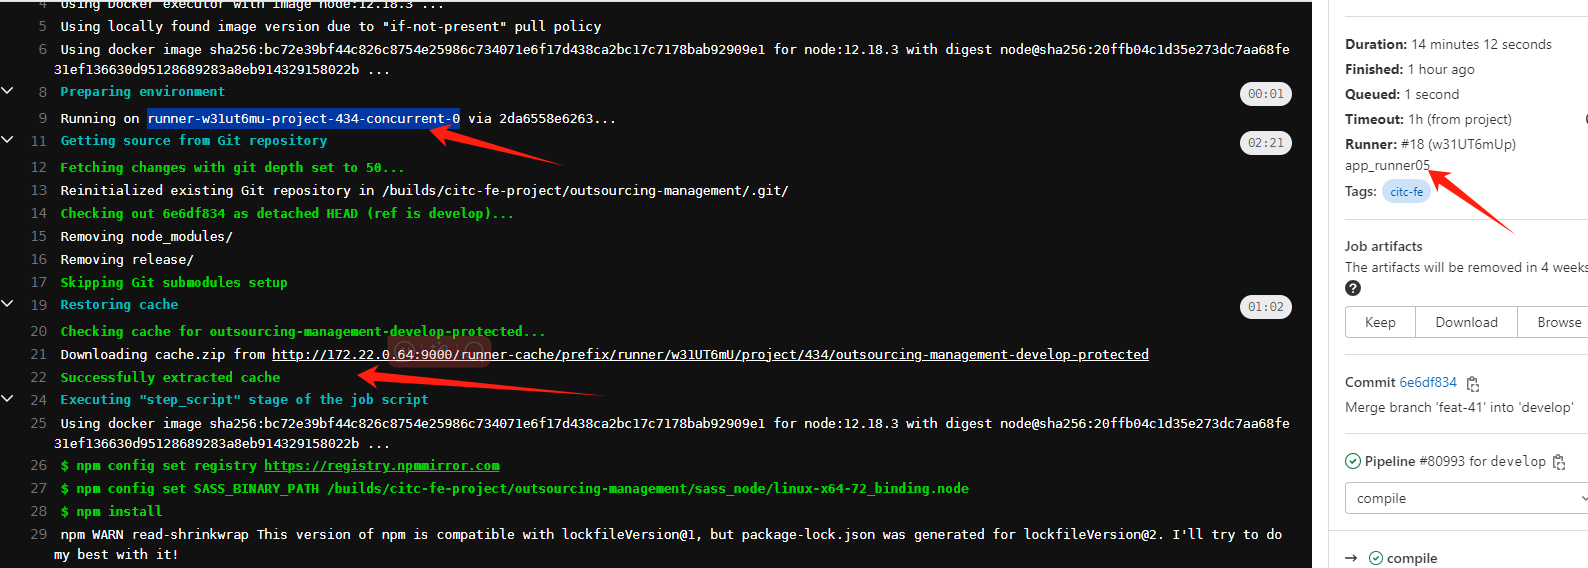 4 Using Docker executor with image node:12.18.3 ...
5 Using locally found image version due to "if-not-present" pull policy
6 Using docker image sha256:bc72e39bf44c826c8754e25986c734071e6f17d438ca2bc17c7178bab92909e1 for node:12.18.3 with digest node@sha256:20ffb04c1d35e273dc7aa68fe
31ef136630d95128689283a8eb914329158022b ...
8 Preparing environment 00:01
9 Running on runner-w31ut6mu-project-434-concurrent-0 via 2da6558e6263...
11 Getting source from Git repository 02:21
12 Fetching changes with git depth set to 50...
13 Reinitialized existing Git repository in /builds/citc-fe-project/outsourcing-management/.git/
14 Checking out 6e6df834 as detached HEAD (ref is develop)...
15 Removing node_modules/
16 Removing release/
17 Skipping Git submodules setup
19 Restoring cache 01:02
20 Checking cache for outsourcing-management-develop-protected...
21 Downloading cache.zip from http://172.22.0.64:9000/runner-cache/prefix/runner/w31UT6mU/project/434/outsourcing-management-develop-protected
22 Successfully extracted cache
24 Executing "step_script" stage of the job script
25 Using docker image sha256:bc72e39bf44c826c8754e25986c734071e6f17d438ca2bc17c7178bab92909e1 for node:12.18.3 with digest node@sha256:20ffb04c1d35e273dc7aa68fe
31ef136630d95128689283a8eb914329158022b ...
26 $ npm config set registry https://registry.npmmirror.com
27 $ npm config set SASS_BINARY_PATH /builds/citc-fe-project/outsourcing-management/sass_node/linux-x64-72_binding.node
28 $ npm install
29 npm WARN read-shrinkwrap This version of npm is compatible with lockfileVersion@1, but package-lock.json was generated for lockfileVersion@2. I'll try to do
my best with it!
Duration: 14 minutes 12 seconds
Finished: 1 hour ago
Queued: 1 second
Timeout: 1h (from project)
Runner: #18 (w31UT6mUp)
app_runner05
Tags: citc-fe
Job artifacts
The artifacts will be removed in 4 weeks
Keep Download Browse
Commit 6e6df834
Merge branch 'feat-41' into 'develop'
Pipeline #80993 for develop
compile
→ compile